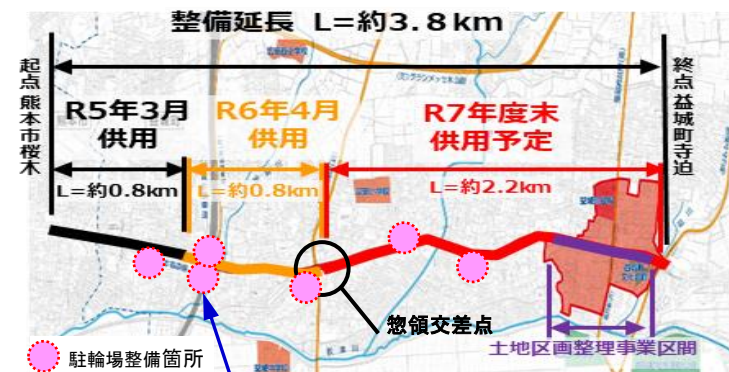 整備延長 L=約3.8km
起点 熊本市桜木
R5年3月
供用
R6年4月
供用
R7年度末
供用予定
終点 益城町寺迫
L=約0.8km
L=約0.8km
L=約2.2km
惣領交差点
土地区画整理事業区間
駐輪場整備箇所